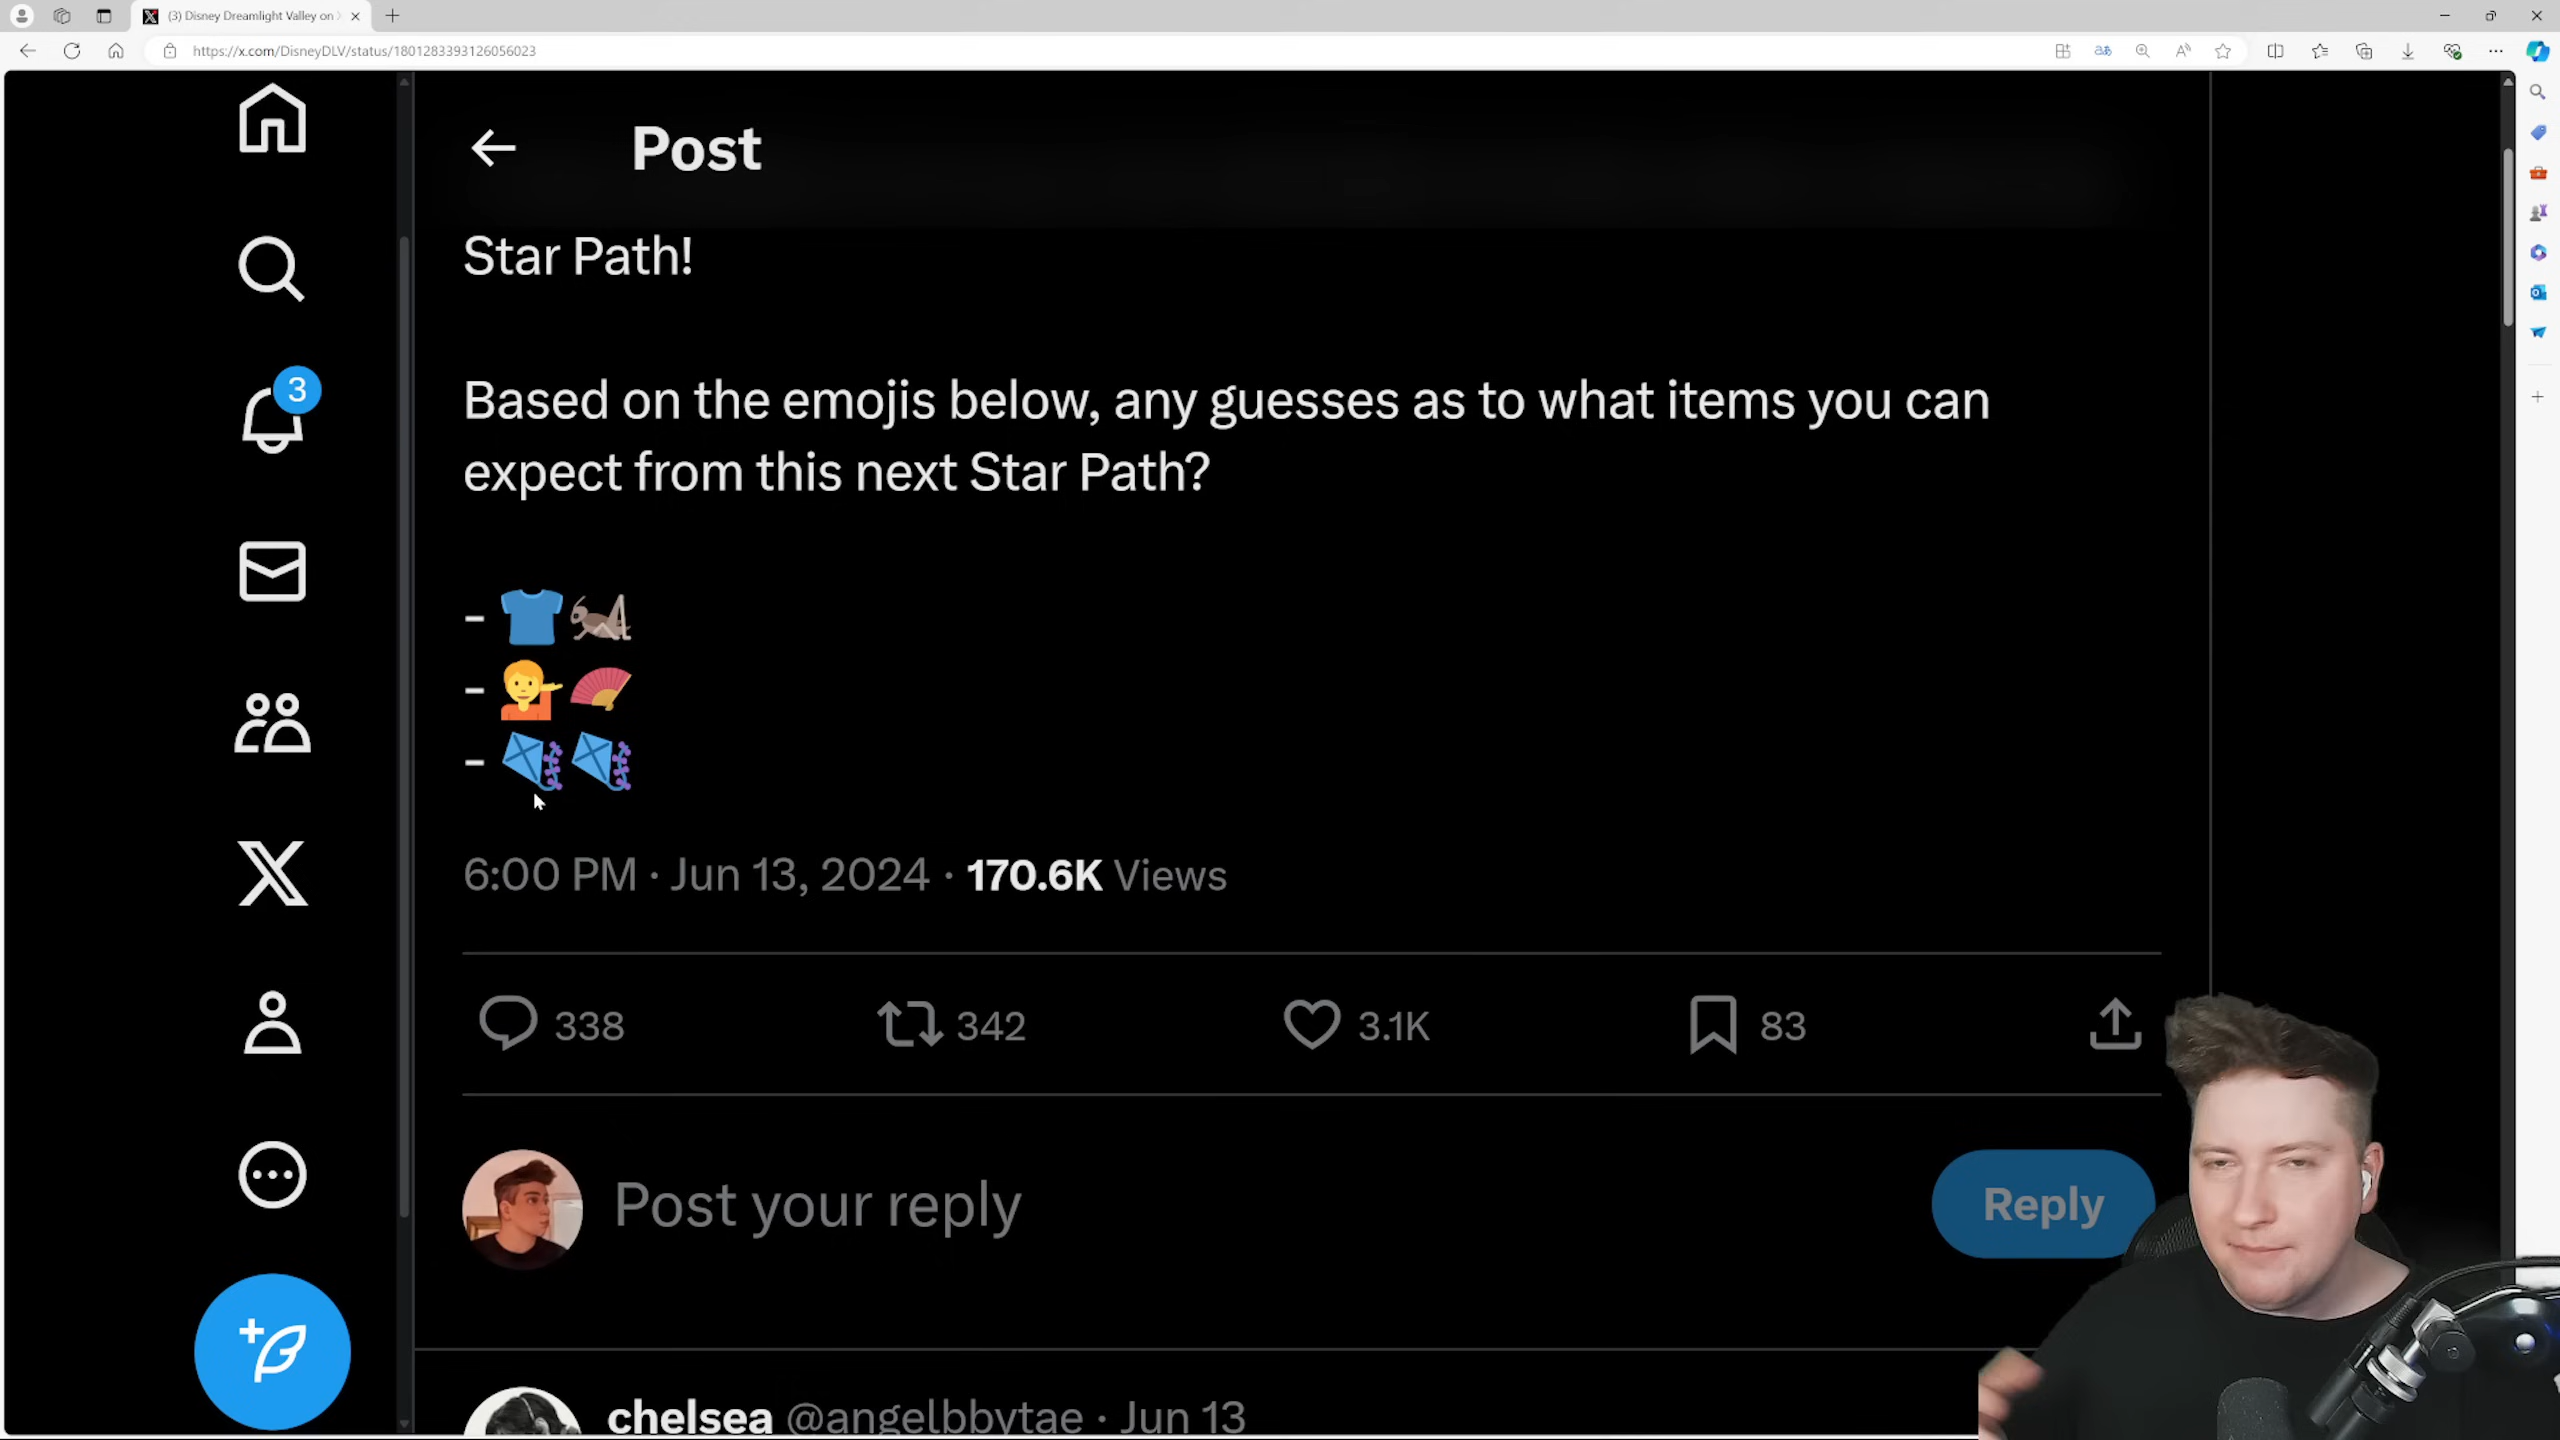 (3) Disney Dreamlight Valley on
https://x.com/DisneyDLV/status/1801283393126056023
Post
Star Path!
Based on the emojis below, any guesses as to what items you can
expect from this next Star Path?
- 👕🦗
- 💁🪭
- 🪁🪁
3
6:00 PM · Jun 13, 2024 · 170.6K Views
338 342 3.1K 83
Post your reply
Reply
chelsea @angelbbytae · Jun 13